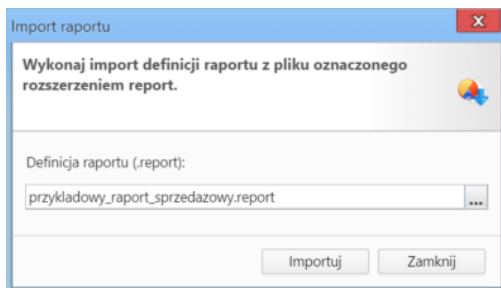 Import raportu
Wykonaj import definicji raportu z pliku oznaczonego
rozszerzeniem report.
Definicja raportu (.report):
przykladowy_raport_sprzedazowy.report
...
Importuj
Zamknij